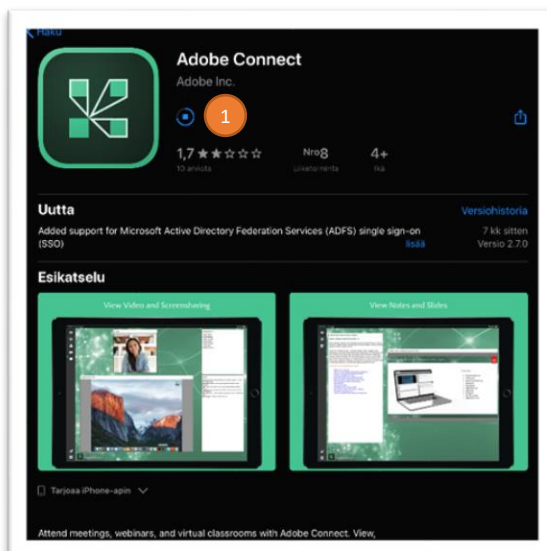 Haku
Adobe Connect
Adobe Inc.
1
1,7 ★★☆☆☆
Nro8
4+
10 arviota
Liiketoiminta
Ikä
Uutta
Versiohistoria
Added support for Microsoft Active Directory Federation Services (ADFS) single sign-on
7 kk sitten
(SSO)
lisää
Versio 2.7.0
Esikatselu
View Video and Screensharing
View Notes and Slides
Tarjoaa iPhone-apin
Attend meetings, webinars, and virtual classrooms with Adobe Connect. View,